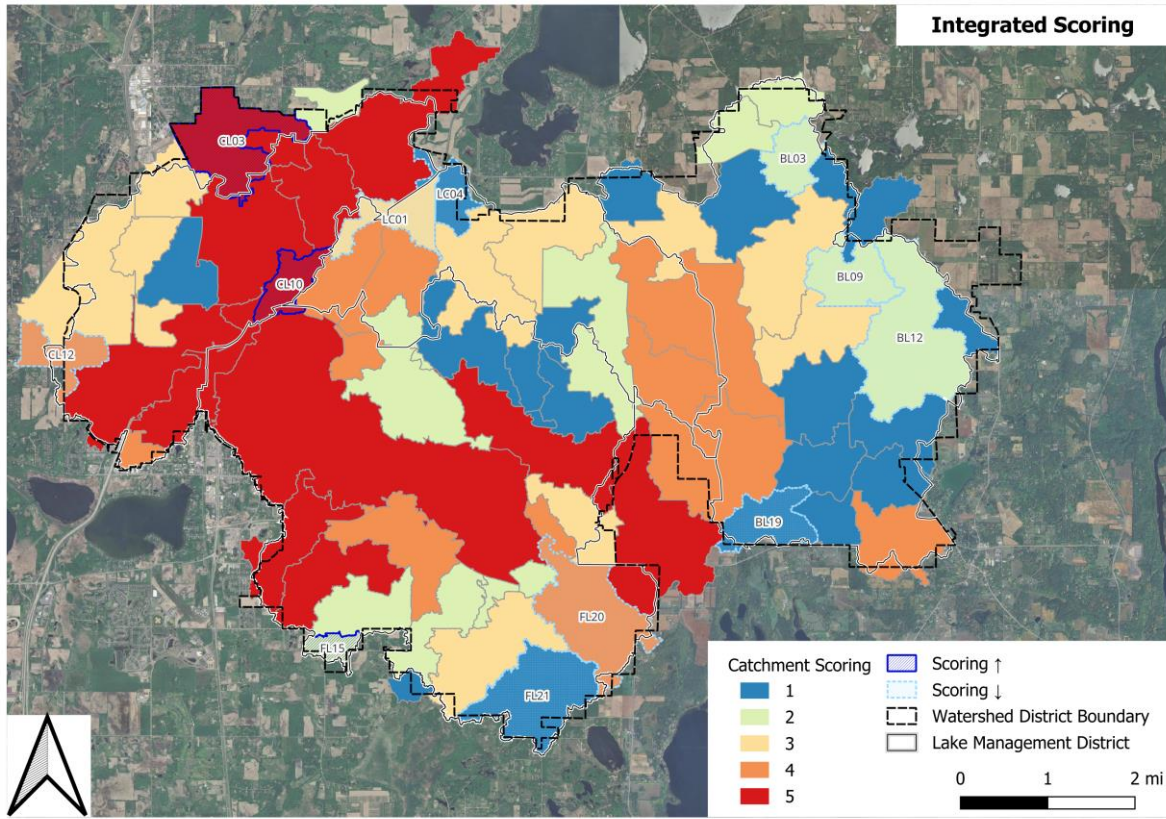 Integrated Scoring
CL03
BL03
LC04
LC01
BL09
CL10
BL12
CL12
BL19
FL20
FL15
FL21
Catchment Scoring
1
2
3
4
5
Scoring ↑
Scoring ↓
Watershed District Boundary
Lake Management District
0 1 2 mi